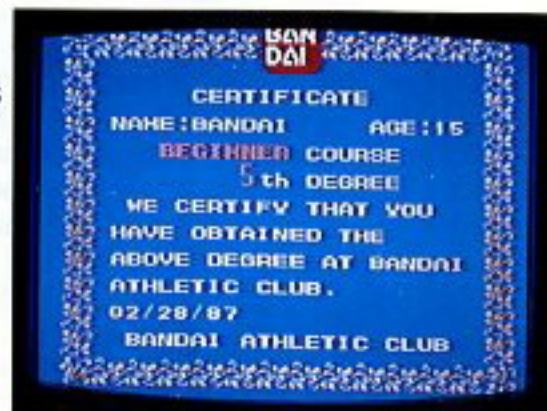 BAN
DAI
CERTIFICATE
NAME:BANDAI AGE:15
BEGINNER COURSE
5th DEGREE
WE CERTIFY THAT YOU
HAVE OBTAINED THE
ABOVE DEGREE AT BANDAI
ATHLETIC CLUB.
02/28/87
BANDAI ATHLETIC CLUB